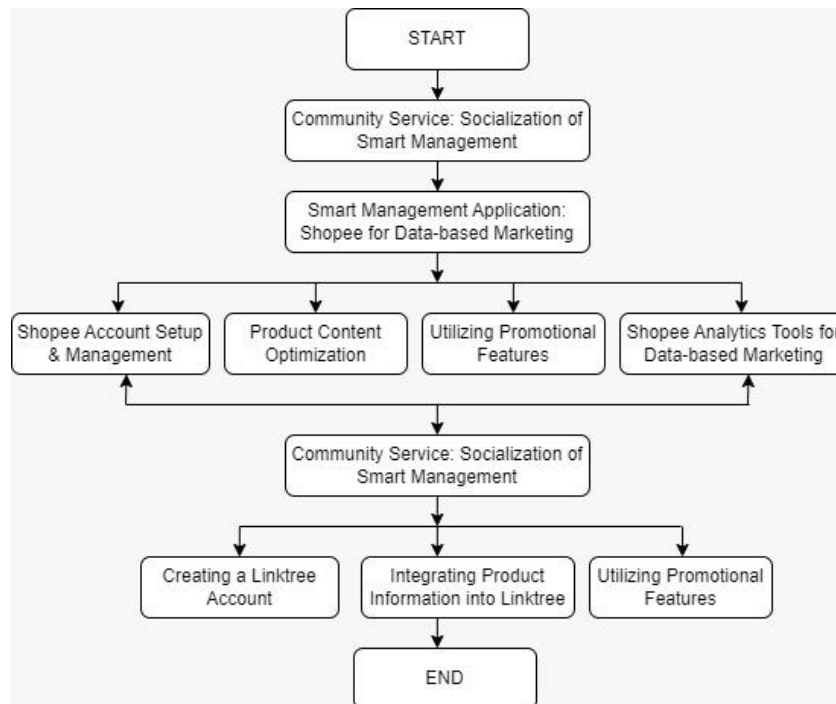 START
Community Service: Socialization of
Smart Management
Smart Management Application:
Shopee for Data-based Marketing
Shopee Account Setup
& Management
Product Content
Optimization
Utilizing Promotional
Features
Shopee Analytics Tools for
Data-based Marketing
Community Service: Socialization of
Smart Management
Creating a Linktree
Account
Integrating Product
Information into Linktree
Utilizing Promotional
Features
END